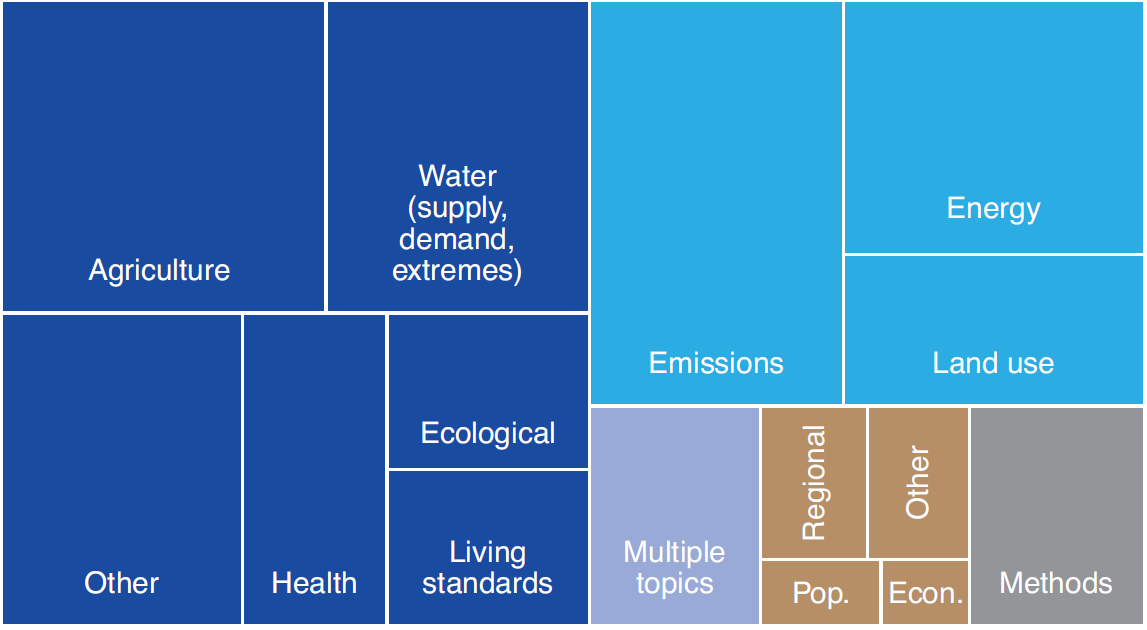 Agriculture
Water
(supply,
demand,
extremes)
Other
Health
Ecological
Living
standards
Emissions
Energy
Land use
Multiple
topics
Regional
Other
Pop.
Econ.
Methods